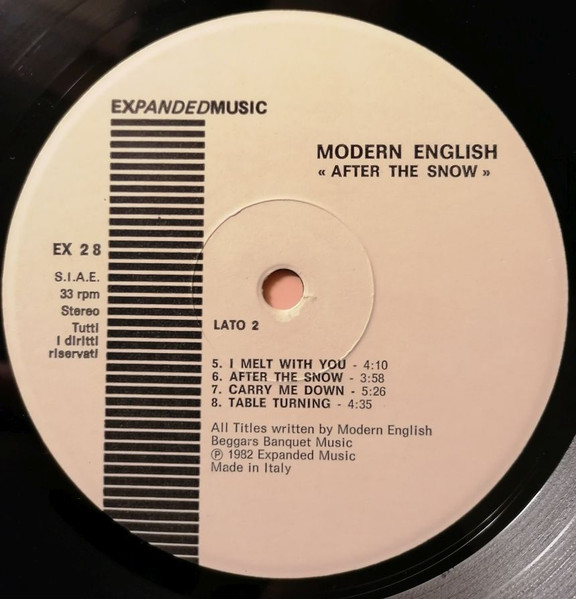 EXPANDEDMUSIC
MODERN ENGLISH
« AFTER THE SNOW »
EX 28
S.I.A.E.
33 rpm
Stereo
Tutti
i diritti
riservati
LATO 2
5. I MELT WITH YOU - 4:10
6. AFTER THE SNOW - 3:58
7. CARRY ME DOWN - 5:26
8. TABLE TURNING - 4:35
All Titles written by Modern English
Beggars Banquet Music
℗ 1982 Expanded Music
Made in Italy